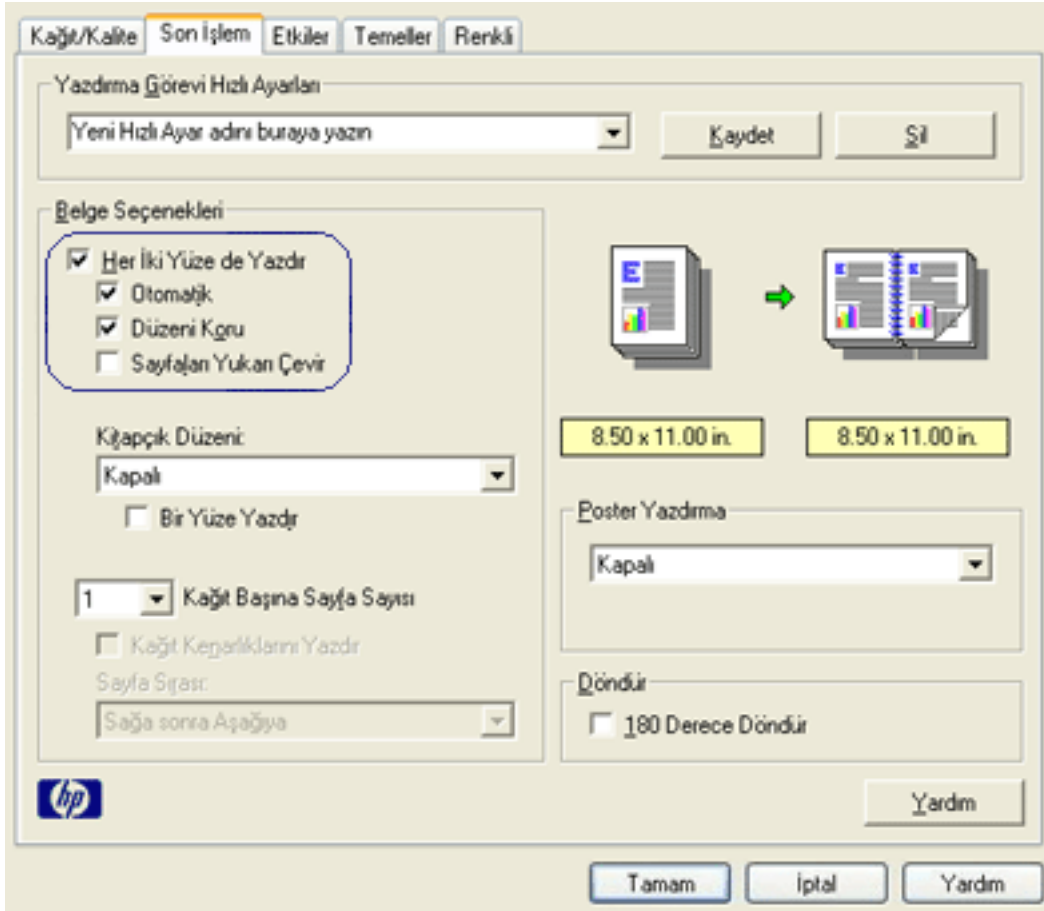 Kağıt/Kalite Son İşlem Etkiler Temeller Renkli
Yazdırma Görevi Hızlı Ayarları
Yeni Hızlı Ayar adını buraya yazın
Kaydet
Sil
Belge Seçenekleri
Her İki Yüze de Yazdır
Otomatik
Düzeni Koru
Sayfaları Yukarı Çevir
Kitapçık Düzeni:
Kapalı
Bir Yüze Yazdır
1 Kağıt Başına Sayfa Sayısı
Kağıt Kenarlıklarını Yazdır
Sayfa Sırası:
Sağa sonra Aşağıya
E
E E
8.50 x 11.00 in. 8.50 x 11.00 in.
Poster Yazdırma
Kapalı
Döndür
180 Derece Döndür
hp
Yardım
Tamam İptal Yardım